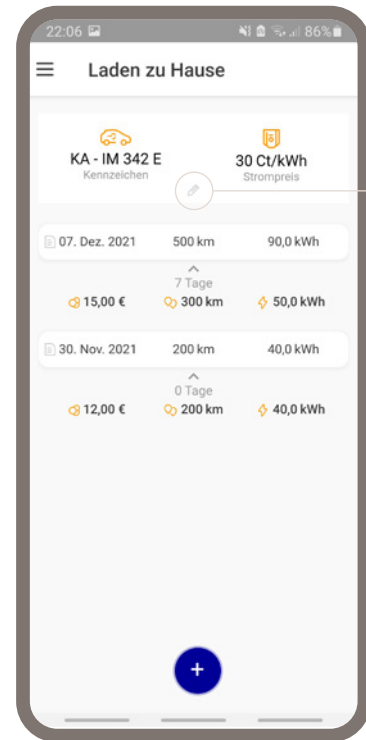 22:06 86%
Laden zu Hause
KA - IM 342 E 30 Ct/kWh
Kennzeichen Strompreis
07. Dez. 2021 500 km 90,0 kWh
7 Tage
15,00 € 300 km 50,0 kWh
30. Nov. 2021 200 km 40,0 kWh
0 Tage
12,00 € 200 km 40,0 kWh
+